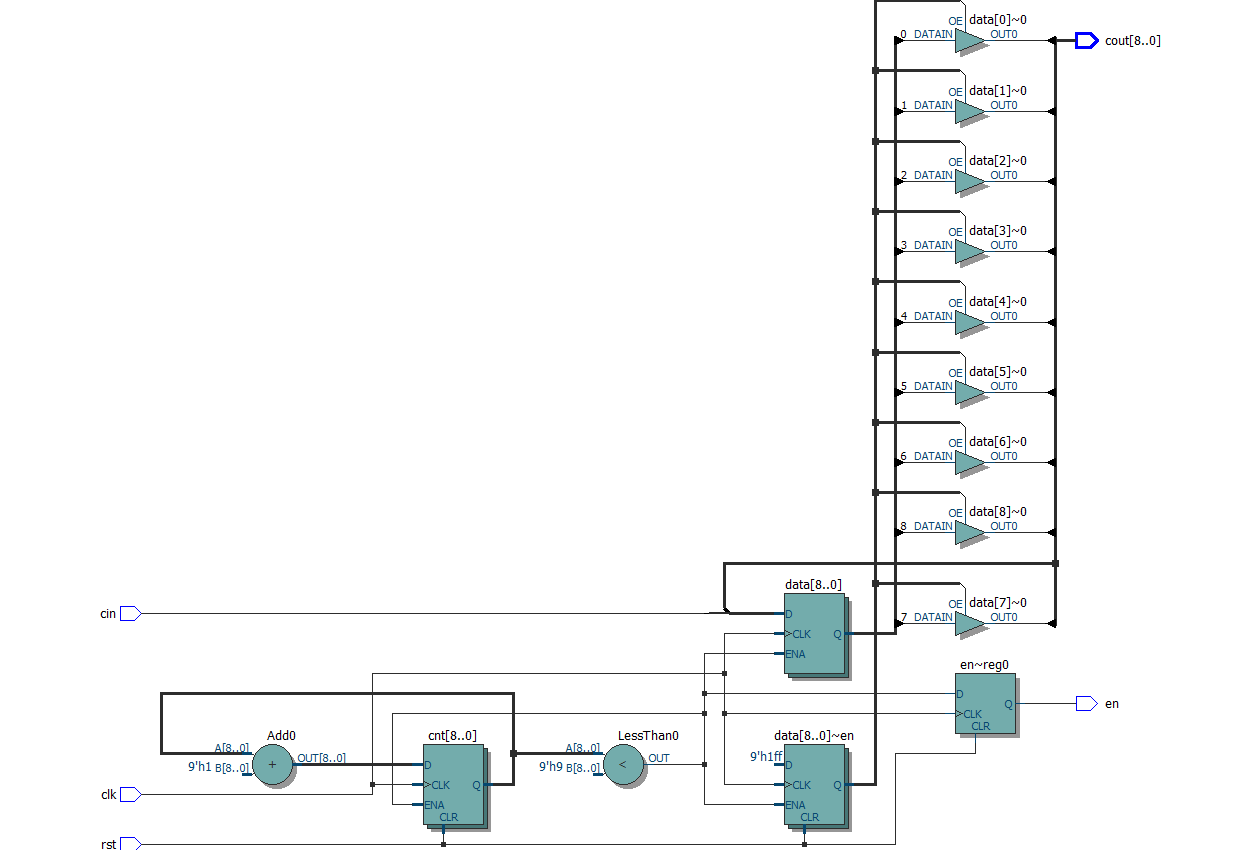 data[0]~0
OE
0 DATAIN OUT0
cout[8..0]
data[1]~0
OE
1 DATAIN OUT0
data[2]~0
OE
2 DATAIN OUT0
data[3]~0
OE
3 DATAIN OUT0
data[4]~0
OE
4 DATAIN OUT0
data[5]~0
OE
5 DATAIN OUT0
data[6]~0
OE
6 DATAIN OUT0
data[8]~0
OE
8 DATAIN OUT0
data[7]~0
OE
7 DATAIN OUT0
cin
data[8..0]
D
CLK Q
ENA
en~reg0
D
Q
CLK
CLR
en
Add0
A[8..0]
+ OUT[8..0]
9'h1 B[8..0]
cnt[8..0]
D
CLK Q
ENA
CLR
LessThan0
A[8..0]
< OUT
9'h9 B[8..0]
data[8..0]~en
9'h1ff D
CLK Q
ENA
CLR
clk
rst